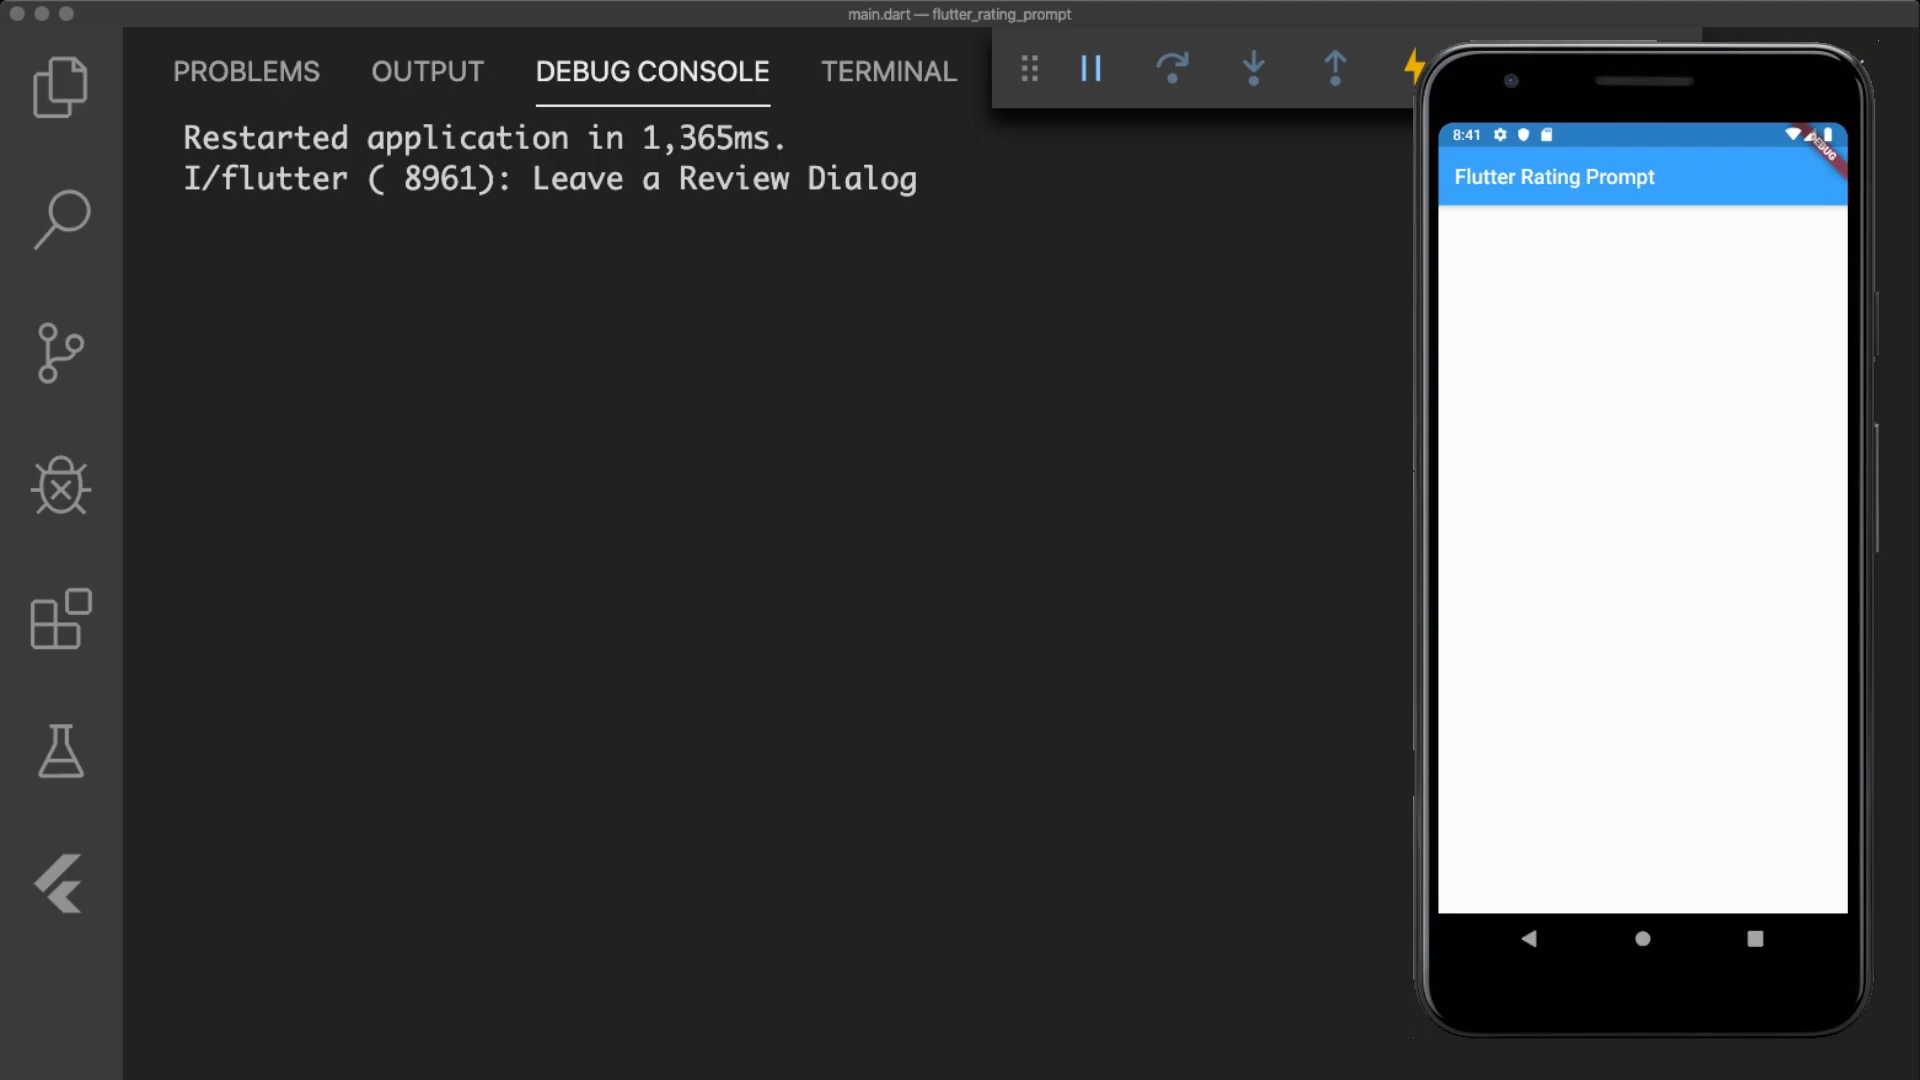 main.dart — flutter_rating_prompt
PROBLEMS OUTPUT DEBUG CONSOLE TERMINAL
Restarted application in 1,365ms.
I/flutter ( 8961): Leave a Review Dialog
8:41
DEBUG
Flutter Rating Prompt